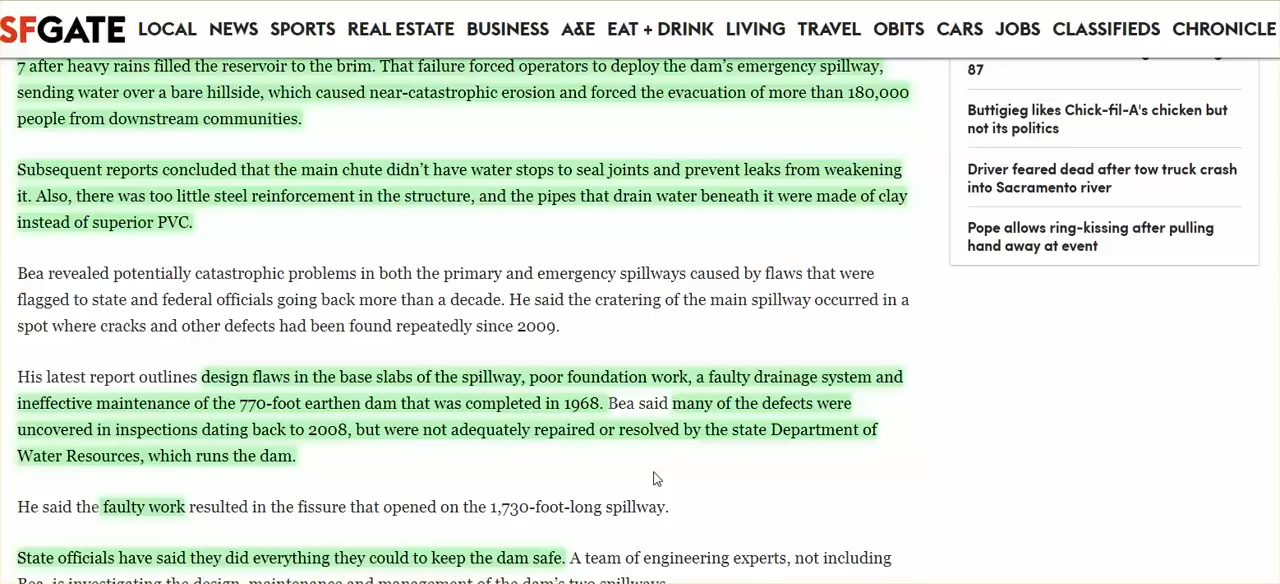 SFGATE LOCAL NEWS SPORTS REAL ESTATE BUSINESS A&E EAT + DRINK LIVING TRAVEL OBITS CARS JOBS CLASSIFIEDS CHRONICLE
7 after heavy rains filled the reservoir to the brim. That failure forced operators to deploy the dam’s emergency spillway,
sending water over a bare hillside, which caused near-catastrophic erosion and forced the evacuation of more than 180,000
people from downstream communities.
Subsequent reports concluded that the main chute didn’t have water stops to seal joints and prevent leaks from weakening
it. Also, there was too little steel reinforcement in the structure, and the pipes that drain water beneath it were made of clay
instead of superior PVC.
Bea revealed potentially catastrophic problems in both the primary and emergency spillways caused by flaws that were
flagged to state and federal officials going back more than a decade. He said the cratering of the main spillway occurred in a
spot where cracks and other defects had been found repeatedly since 2009.
His latest report outlines design flaws in the base slabs of the spillway, poor foundation work, a faulty drainage system and
ineffective maintenance of the 770-foot earthen dam that was completed in 1968. Bea said many of the defects were
uncovered in inspections dating back to 2008, but were not adequately repaired or resolved by the state Department of
Water Resources, which runs the dam.
He said the faulty work resulted in the fissure that opened on the 1,730-foot-long spillway.
State officials have said they did everything they could to keep the dam safe. A team of engineering experts, not including
Bea, is investigating the design, maintenance and management of the dam’s two spillways.
87
Buttigieg likes Chick-fil-A's chicken but
not its politics
Driver feared dead after tow truck crash
into Sacramento river
Pope allows ring-kissing after pulling
hand away at event